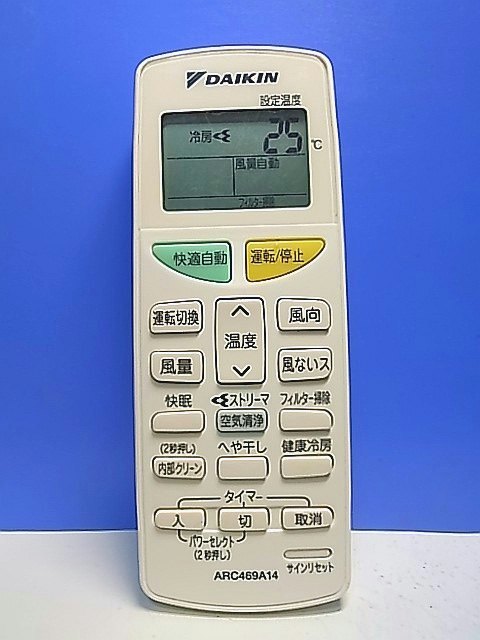 DAIKIN
設定温度
冷房 25 ℃
風量自動
フィルター掃除
快適自動 運転/停止
運転切換 温度 風向
風量 風ないス
快眠 ストリーマ フィルター掃除
空気清浄
(2秒押し) へや干し 健康冷房
内部クリーン
タイマー
入 切 取消
パワーセレクト
(2秒押し)
サインリセット
ARC469A14